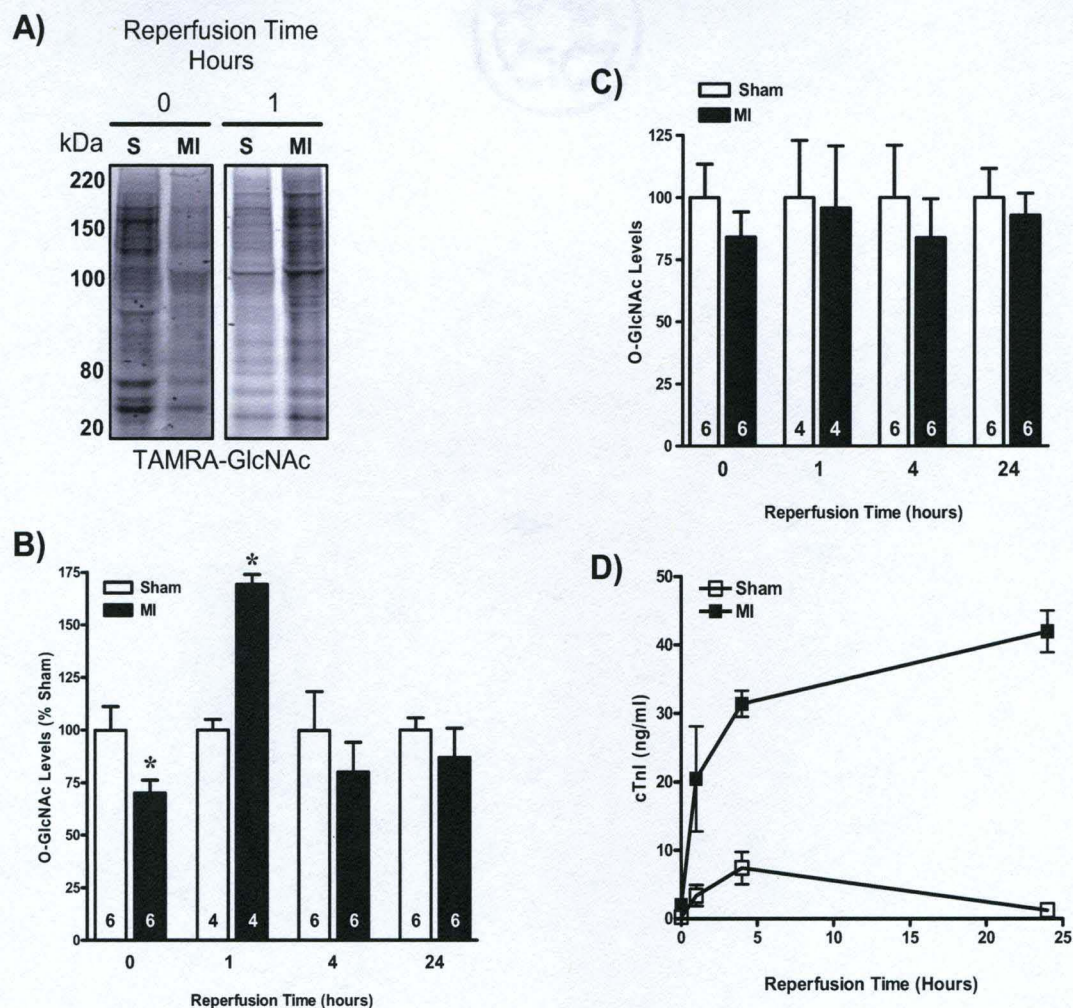 A)
Reperfusion Time
Hours
0 1
kDa S MI S MI
220
150
100
80
20
TAMRA-GlcNAc
B)
175
150
125
100
75
50
25
0
O-GlcNAc Levels (% Sham)
Sham
MI
*
*
6 6 4 4 6 6 6 6
0 1 4 24
Reperfusion Time (hours)
C)
Sham
MI
125
100
75
50
25
0
O-GlcNAc Levels
6 6 4 4 6 6 6 6
0 1 4 24
Reperfusion Time (hours)
D)
50
40
30
20
10
0
cTnI (ng/ml)
Sham
MI
0 5 10 15 20 25
Reperfusion Time (Hours)